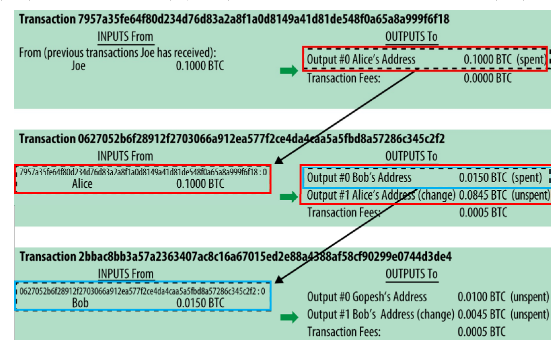 Transaction 7957a35fe64f80d234d76d83a2a8f1a0d8149a41d81de548f0a65a8a999f6f18
INPUTS From
OUTPUTS To
From (previous transactions Joe has received):
Joe 0.1000 BTC
Output #0 Alice's Address 0.1000 BTC (spent)
Transaction Fees: 0.0000 BTC
Transaction 0627052b6f28912f2703066a912ea577f2ce4da4caa5a5fbd8a57286c345c2f2
INPUTS From
OUTPUTS To
7957a35fe64f80d234d76d83a2a8f1a0d8149a41d81de548f0a65a8a999f6f18:0
Alice 0.1000 BTC
Output #0 Bob's Address 0.0150 BTC (spent)
Output #1 Alice's Address (change) 0.0845 BTC (unspent)
Transaction Fees: 0.0005 BTC
Transaction 2bbac8bb3a57a2363407ac8c16a67015ed2e88a4388af58cf90299e0744d3de4
INPUTS From
OUTPUTS To
0627052b6f28912f2703066a912ea577f2ce4da4caa5a5fbd8a57286c345c2f2:0
Bob 0.0150 BTC
Output #0 Gopesh's Address 0.0100 BTC (unspent)
Output #1 Bob's Address (change) 0.0045 BTC (unspent)
Transaction Fees: 0.0005 BTC